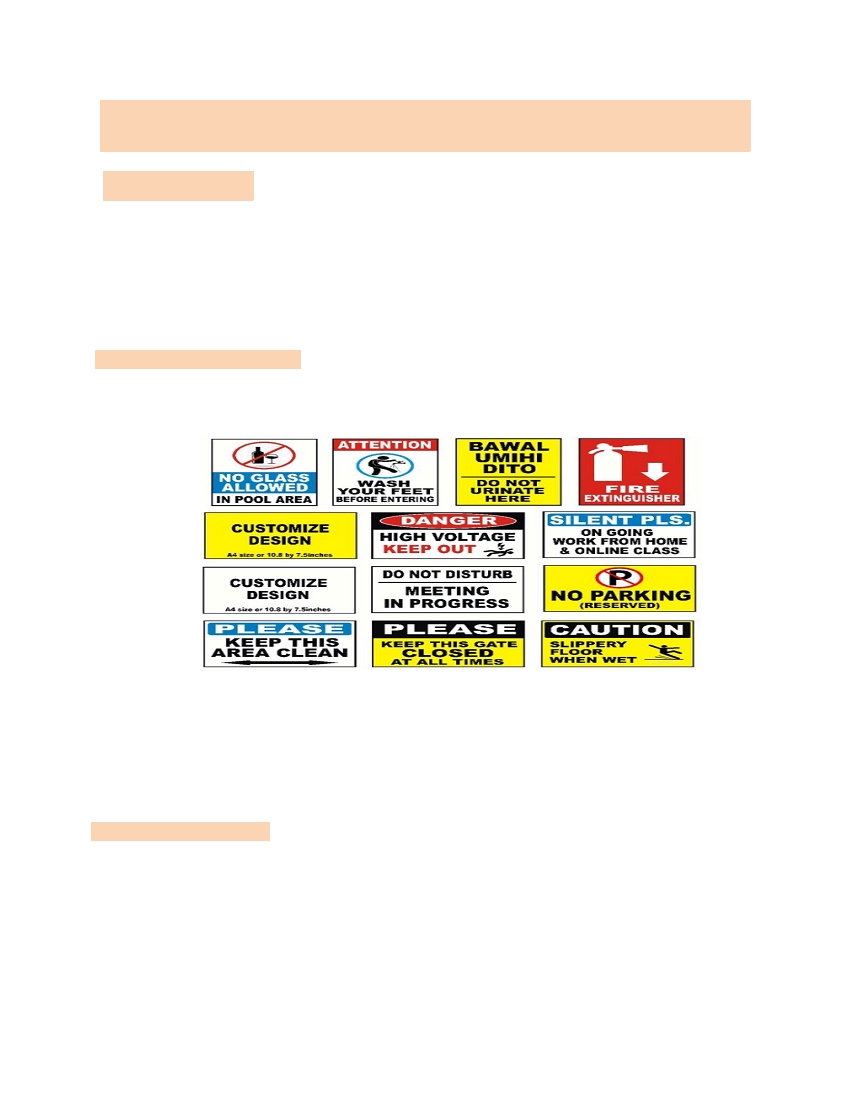 NO GLASS
ALLOWED
IN POOL AREA
ATTENTION
WASH
YOUR FEET
BEFORE ENTERING
BAWAL
UMIHI
DITO
DO NOT
URINATE
HERE
FIRE
EXTINGUISHER
CUSTOMIZE
DESIGN
A4 size or 10.8 by 7.5inches
DANGER
HIGH VOLTAGE
KEEP OUT
SILENT PLS.
ON GOING
WORK FROM HOME
& ONLINE CLASS
CUSTOMIZE
DESIGN
A4 size or 10.8 by 7.5inches
DO NOT DISTURB
MEETING
IN PROGRESS
P
NO PARKING
(RESERVED)
PLEASE
KEEP THIS
AREA CLEAN
PLEASE
KEEP THIS GATE
CLOSED
AT ALL TIMES
CAUTION
SLIPPERY
FLOOR
WHEN WET